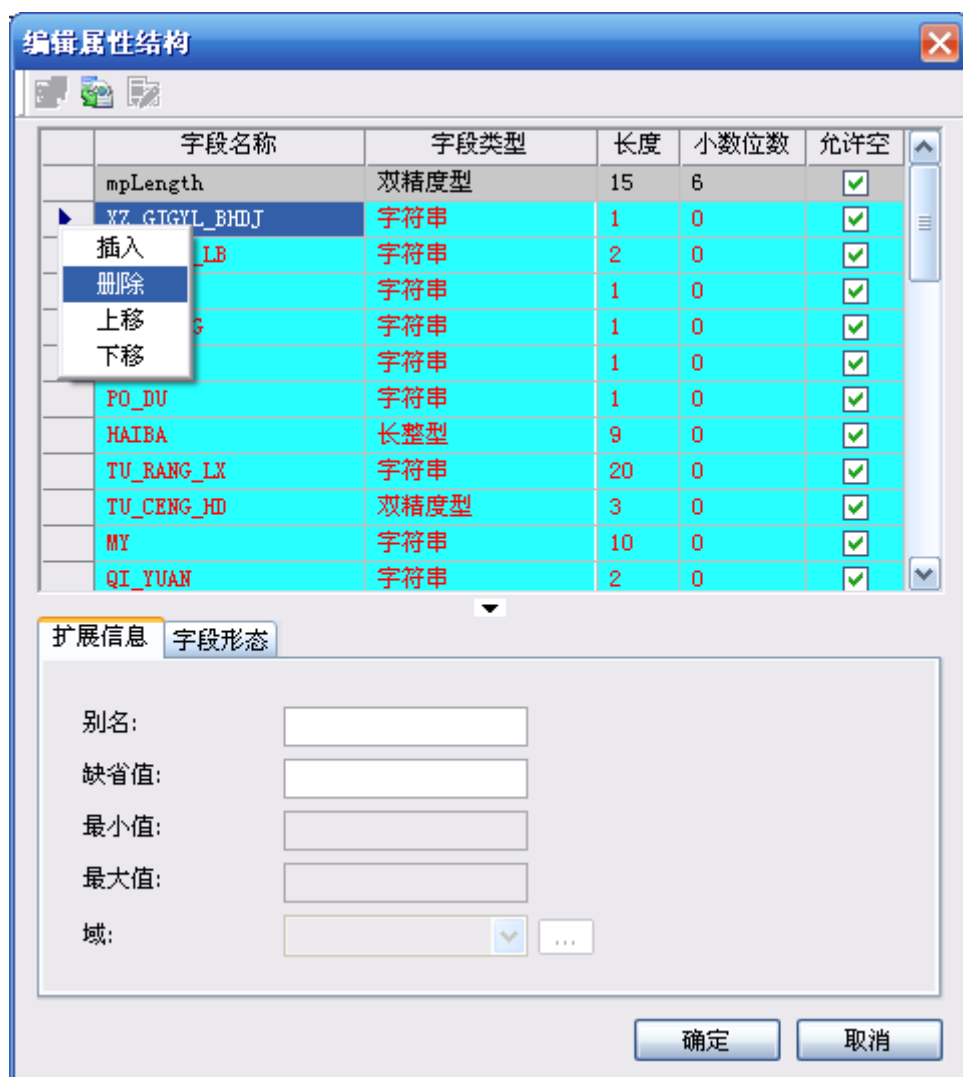 编辑属性结构
字段名称 字段类型 长度 小数位数 允许空
mpLength 双精度型 15 6
XZ_GJGYL_BHDJ 字符串 1 0
插入 _LB 字符串 2 0
删除 字符串 1 0
上移 G 字符串 1 0
下移 字符串 1 0
PO_DU 字符串 1 0
HAIBA 长整型 9 0
TU_RANG_LX 字符串 20 0
TU_CENG_HD 双精度型 3 0
MY 字符串 10 0
QI_YUAN 字符串 2 0
扩展信息 字段形态
别名:
缺省值:
最小值:
最大值:
域: ...
确定 取消